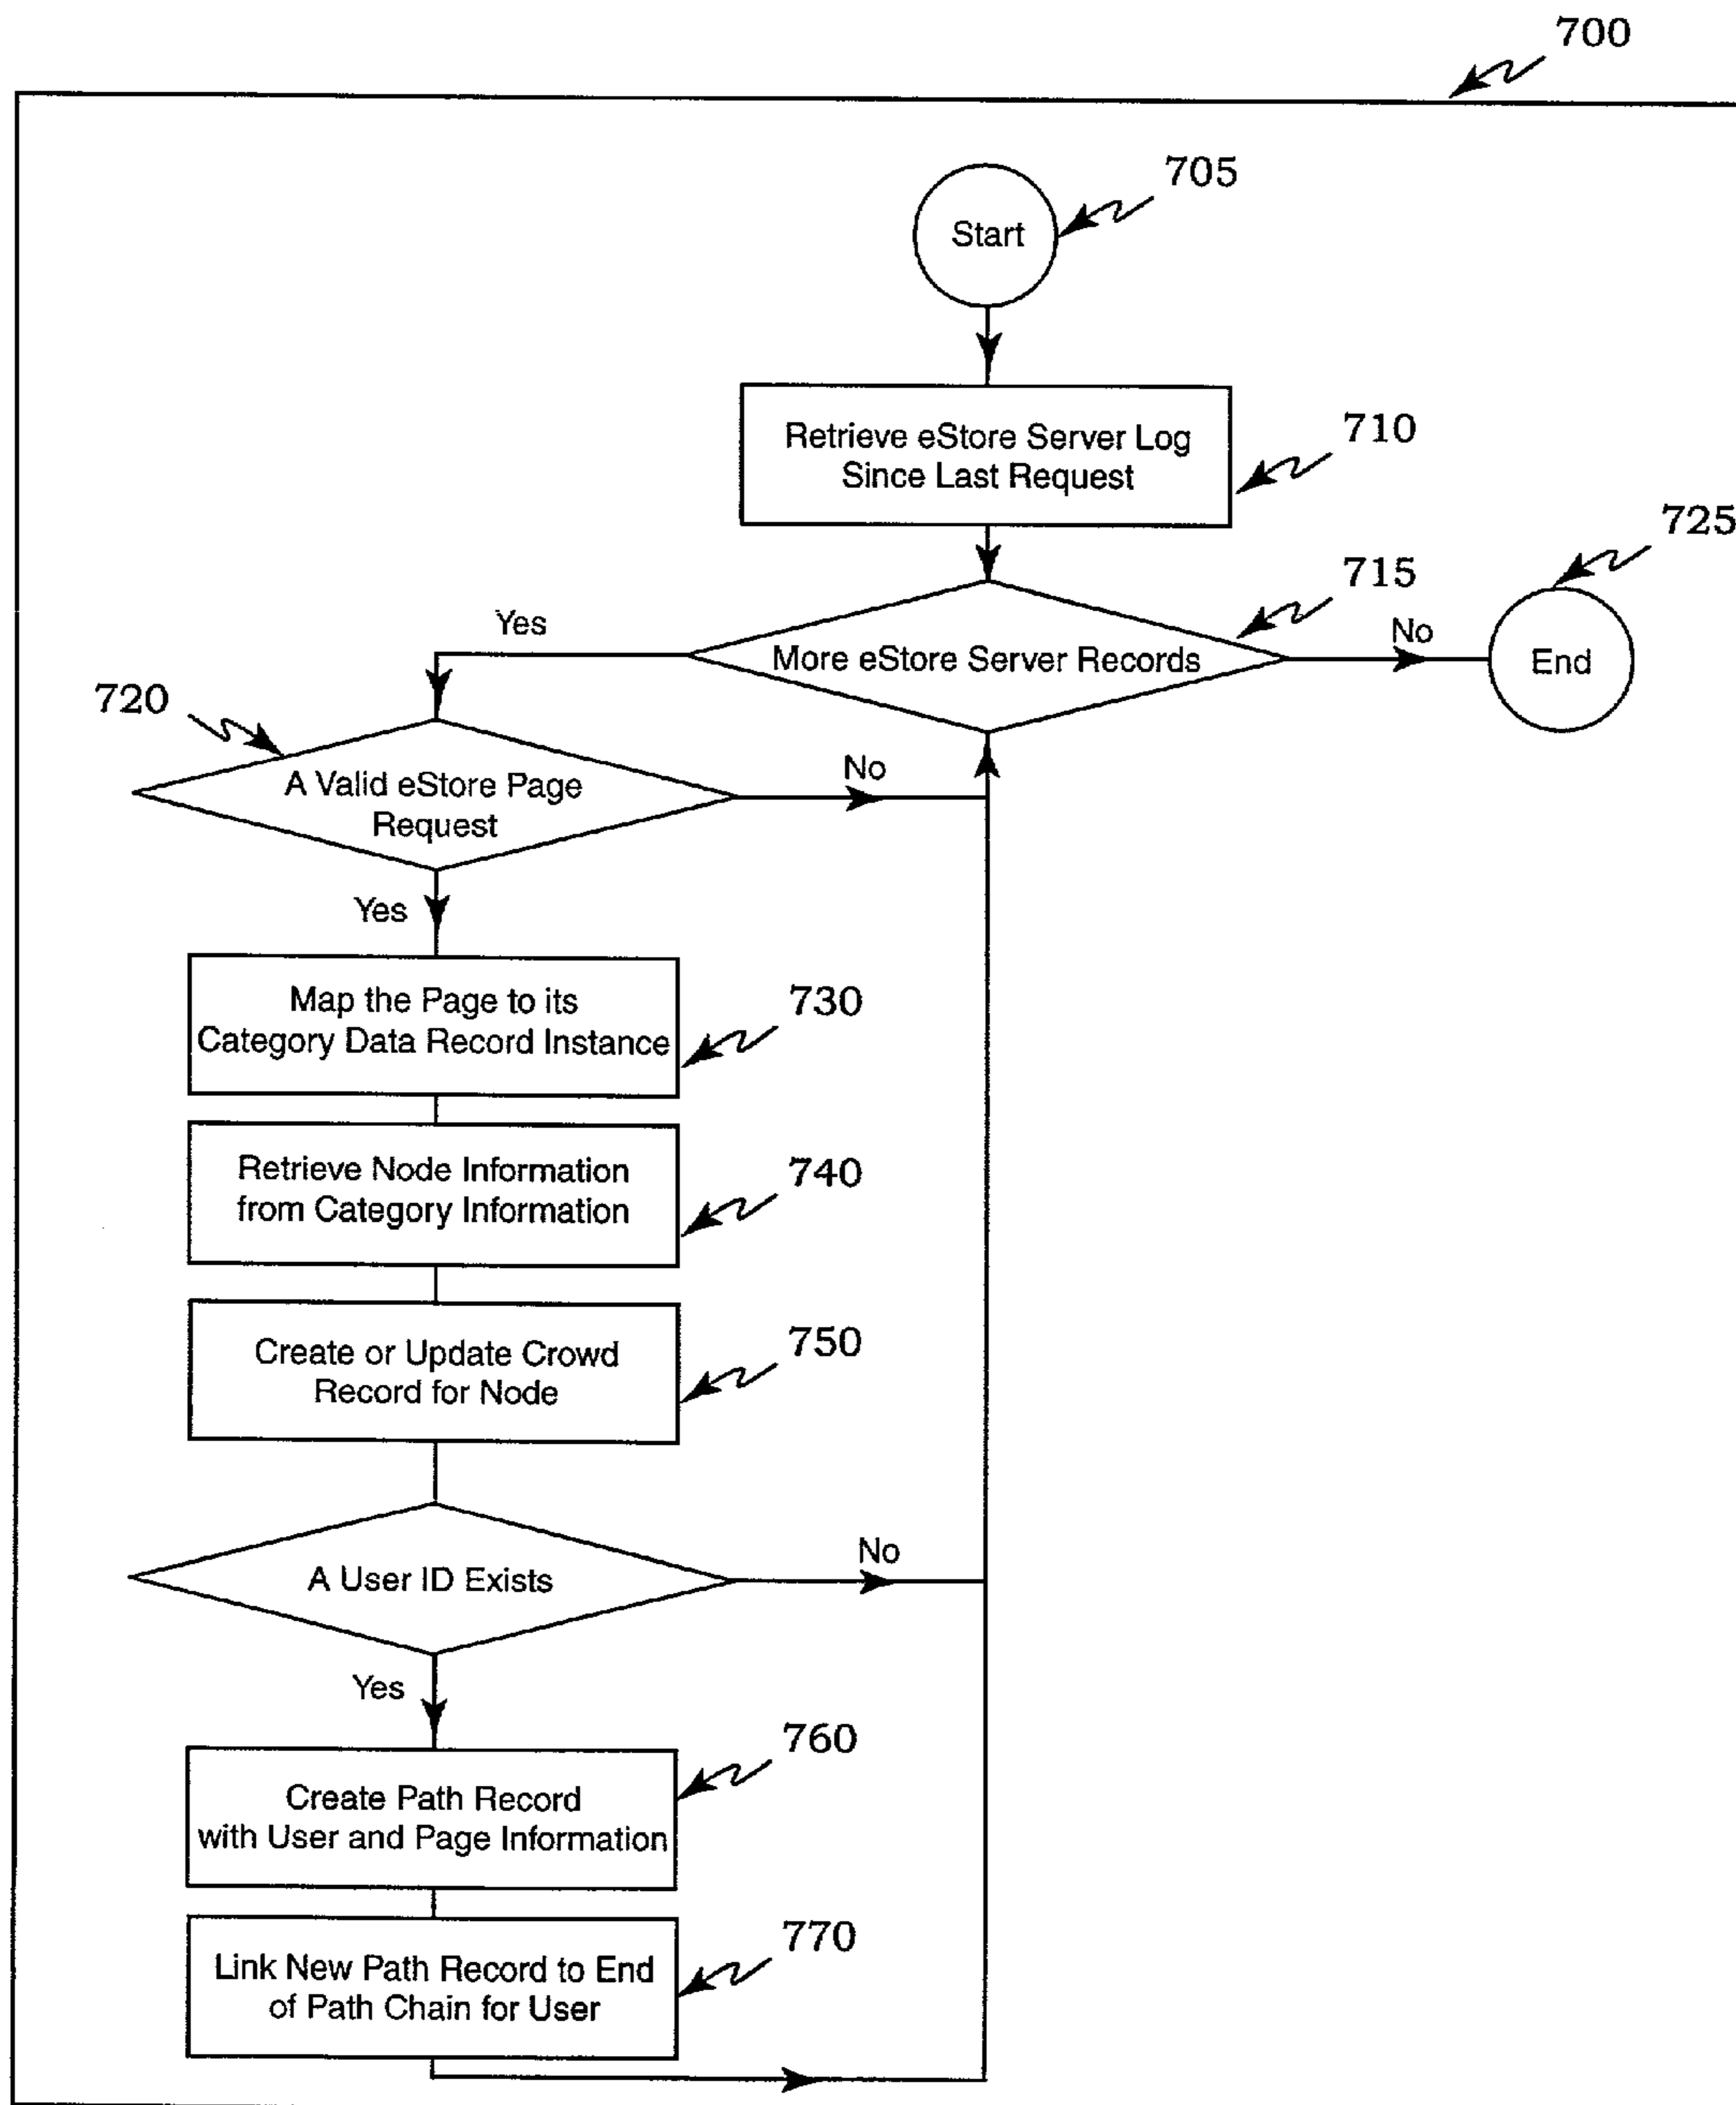 700
705
Start
Retrieve eStore Server Log
Since Last Request
710
725
715
Yes
More eStore Server Records
No
End
720
A Valid eStore Page
Request
No
Yes
Map the Page to its
Category Data Record Instance
730
Retrieve Node Information
from Category Information
740
Create or Update Crowd
Record for Node
750
A User ID Exists
No
Yes
760
Create Path Record
with User and Page Information
770
Link New Path Record to End
of Path Chain for User